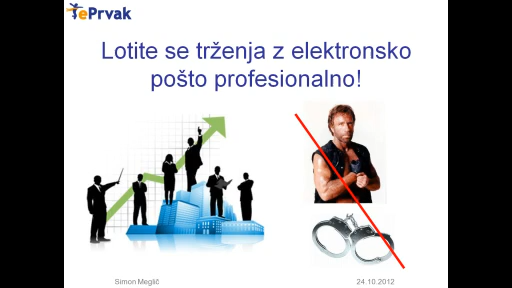 ePrvak
Lotite se trženja z elektronsko
pošto profesionalno!
Simon Meglič
24.10.2012